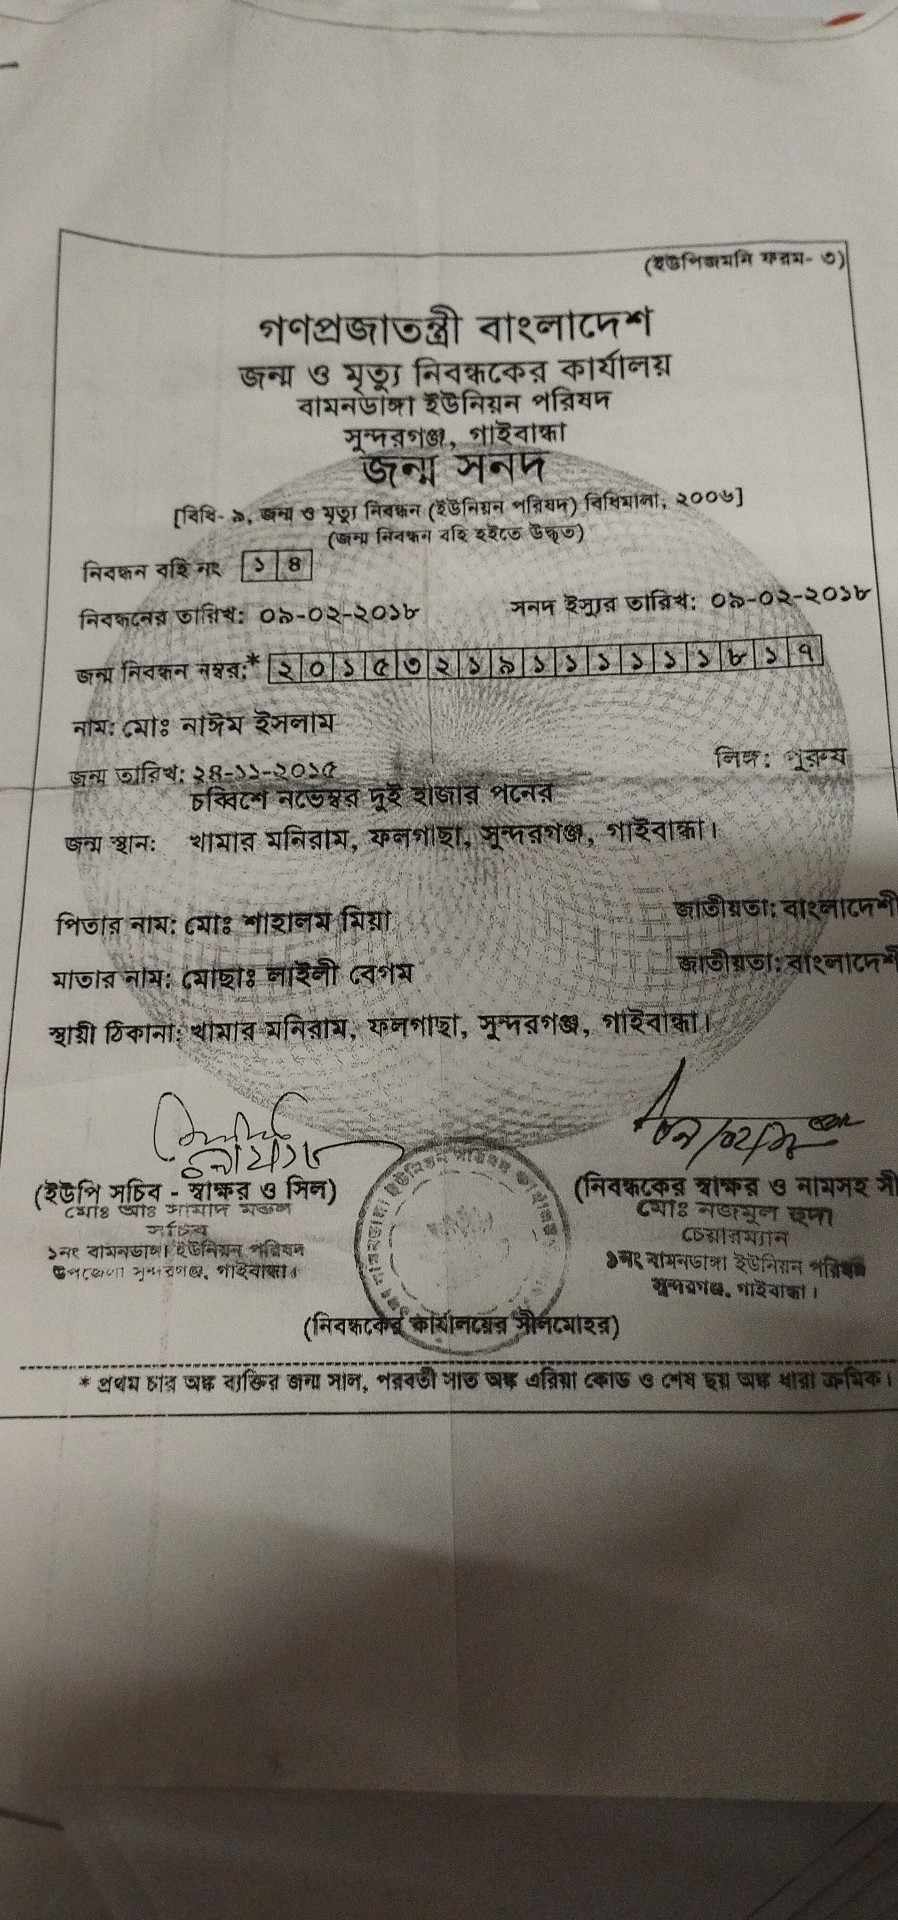 (ইউপিজমনি ফরম- ৩)
গণপ্রজাতন্ত্রী বাংলাদেশ
জন্ম ও মৃত্যু নিবন্ধকের কার্যালয়
বামনডাঙ্গা ইউনিয়ন পরিষদ
সুন্দরগঞ্জ, গাইবান্ধা
জন্ম সনদ
[বিধি- ৯, জন্ম ও মৃত্যু নিবন্ধন (ইউনিয়ন পরিষদ) বিধিমালা, ২০০৬]
(জন্ম নিবন্ধন বহি হইতে উদ্ধৃত)
নিবন্ধন বহি নং ১৪
নিবন্ধনের তারিখ: ০৯-০২-২০১৮ সনদ ইস্যুর তারিখ: ০৯-০২-২০১৮
জন্ম নিবন্ধন নম্বর:* ২০১৫৩২১৯১১১১১১৮১৭
নাম: মোঃ নাঈম ইসলাম
জন্ম তারিখ: ২৪-১১-২০১৫ লিঙ্গ: পুরুষ
চব্বিশে নভেম্বর দুই হাজার পনের
জন্ম স্থান: খামার মনিরাম, ফলগাছা, সুন্দরগঞ্জ, গাইবান্ধা।
পিতার নাম: মোঃ শাহালম মিয়া জাতীয়তা: বাংলাদেশী
মাতার নাম: মোছাঃ লাইলী বেগম জাতীয়তা: বাংলাদেশী
স্থায়ী ঠিকানা: খামার মনিরাম, ফলগাছা, সুন্দরগঞ্জ, গাইবান্ধা।
(ইউপি সচিব - স্বাক্ষর ও সিল) (নিবন্ধকের স্বাক্ষর ও নামসহ সী
মোঃ আঃ সামাদ মন্ডল মোঃ নজমুল হুদা
সচিব চেয়ারম্যান
১নং বামনডাঙ্গা ইউনিয়ন পরিষদ ১নং বামনডাঙ্গা ইউনিয়ন পরিষদ
উপজেলা সুন্দরগঞ্জ, গাইবান্ধা। সুন্দরগঞ্জ, গাইবান্ধা।
(নিবন্ধকের কার্যালয়ের সীলমোহর)
* প্রথম চার অঙ্ক ব্যক্তির জন্ম সাল, পরবর্তী সাত অঙ্ক এরিয়া কোড ও শেষ ছয় অঙ্ক ধারা ক্রমিক।